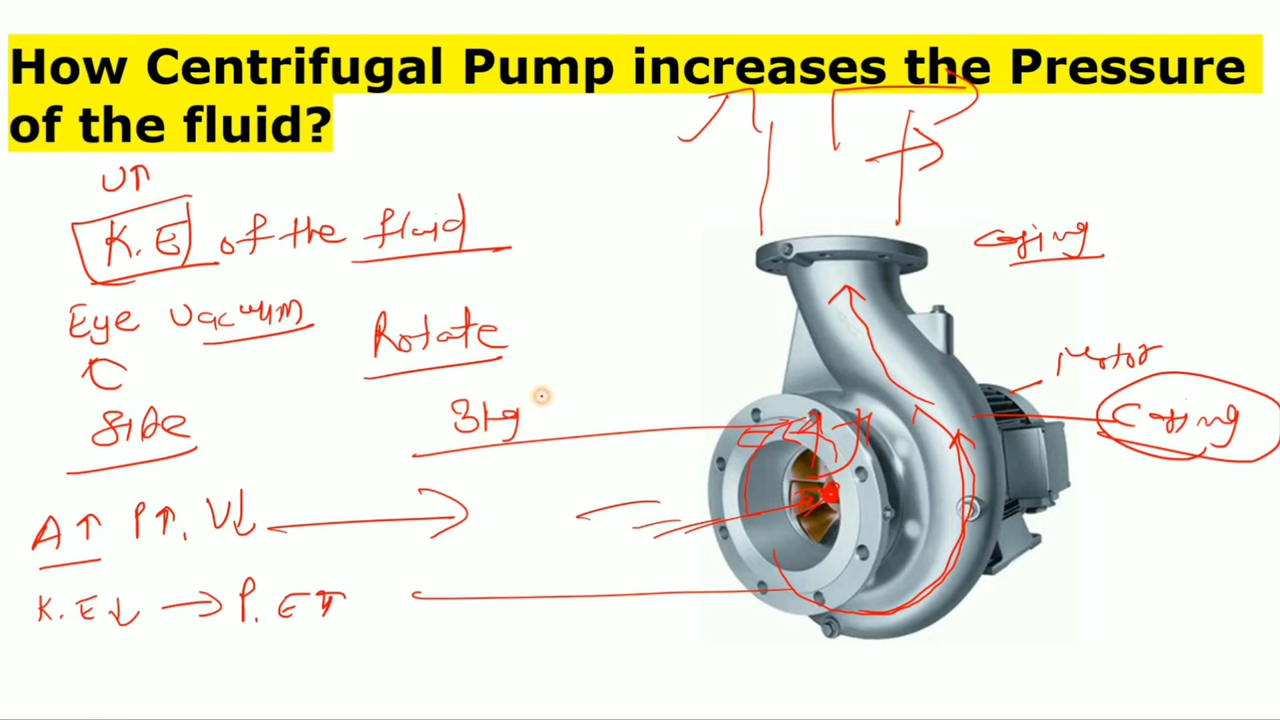 How Centrifugal Pump increases the Pressure
of the fluid?
U↑
K.E of the fluid
Casing
Eye vacuum
Rotate
Motor
Side
Casing
A↑ P↑. V↓
K.E↓ → P.E↑